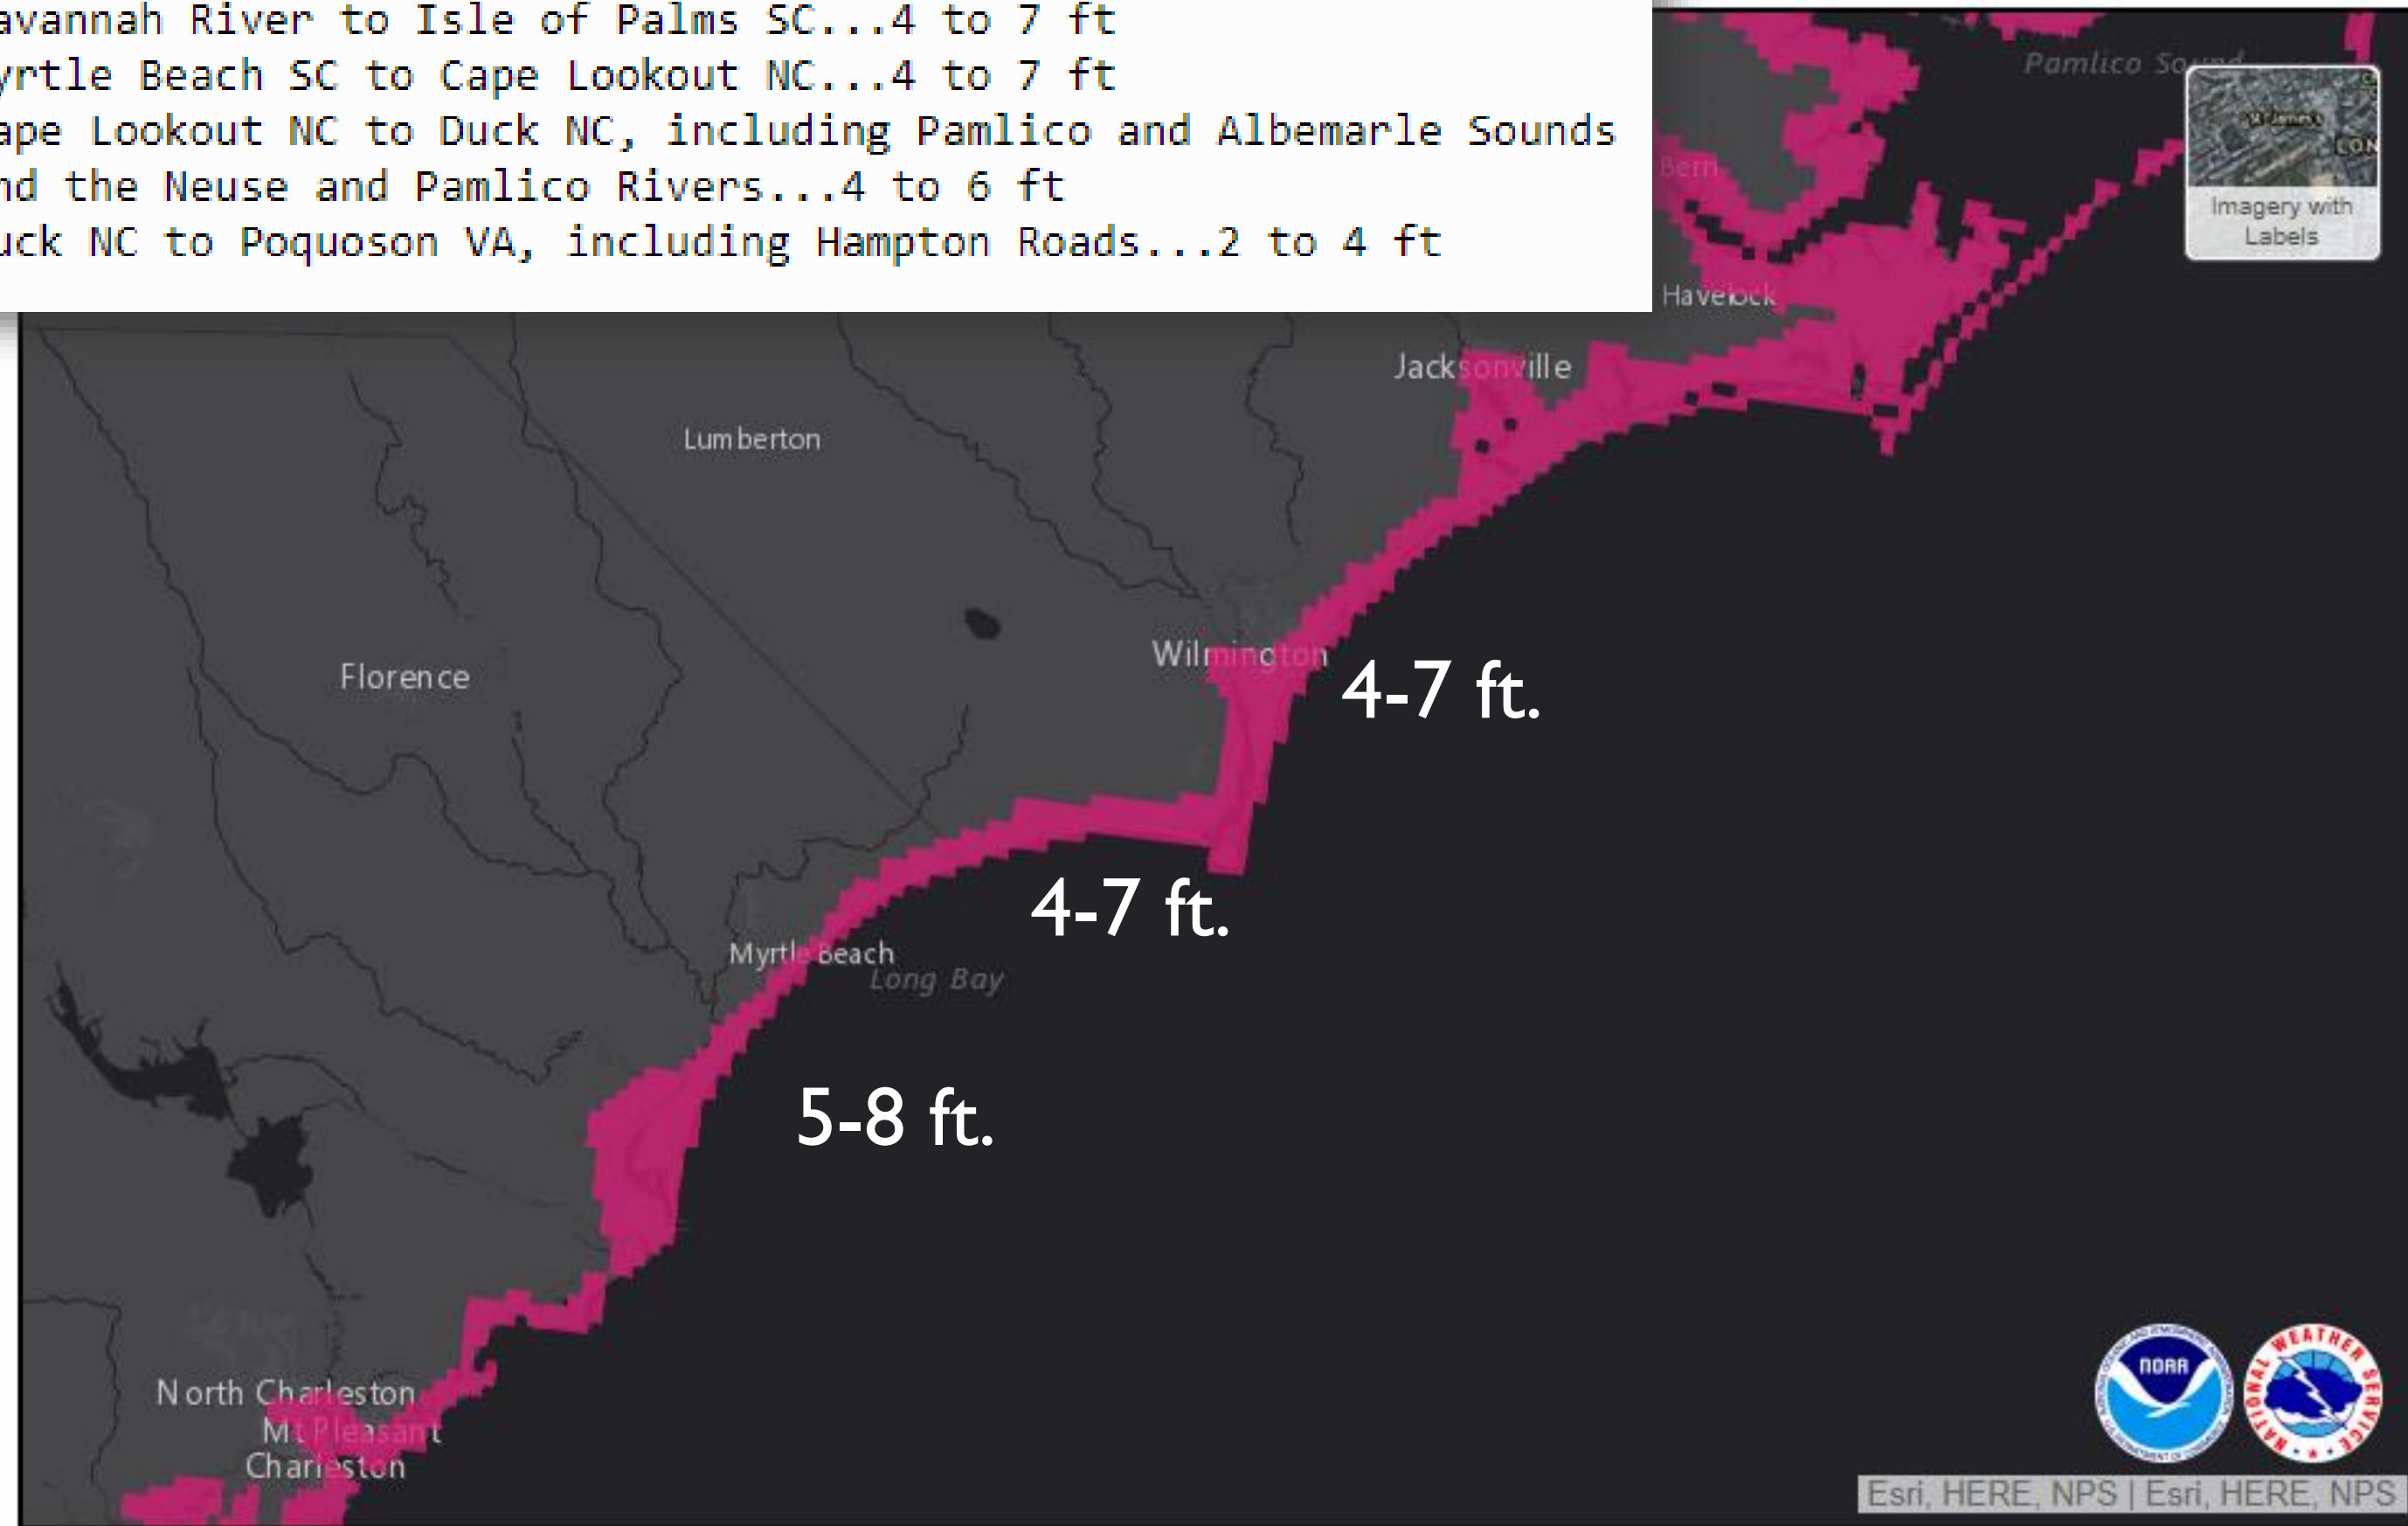 avannah River to Isle of Palms SC...4 to 7 ft
yrtle Beach SC to Cape Lookout NC...4 to 7 ft
ape Lookout NC to Duck NC, including Pamlico and Albemarle Sounds
nd the Neuse and Pamlico Rivers...4 to 6 ft
uck NC to Poquoson VA, including Hampton Roads...2 to 4 ft
Pamlico Sound
Bern
Imagery with
Labels
Havelock
Jacksonville
Lumberton
Wilmington
Florence
4-7 ft.
4-7 ft.
Myrtle Beach
Long Bay
5-8 ft.
North Charleston
Mt Pleasant
Charleston
NOAA
NATIONAL WEATHER SERVICE
Esri, HERE, NPS | Esri, HERE, NPS